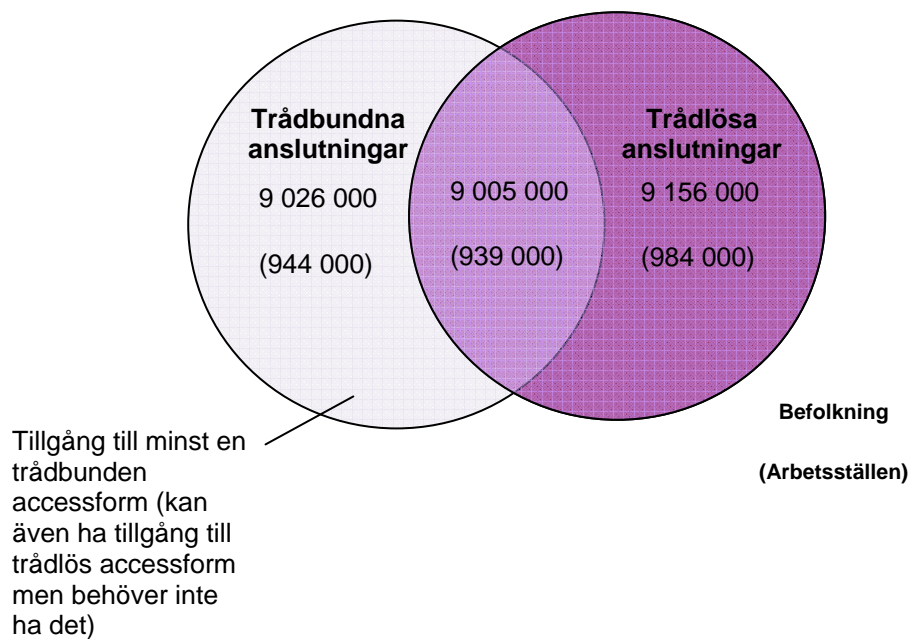 Trådbundna
anslutningar
9 026 000
(944 000)
9 005 000
(939 000)
Trådlösa
anslutningar
9 156 000
(984 000)
Befolkning
(Arbetsställen)
Tillgång till minst en
trådbunden
accessform (kan
även ha tillgång till
trådlös accessform
men behöver inte
ha det)